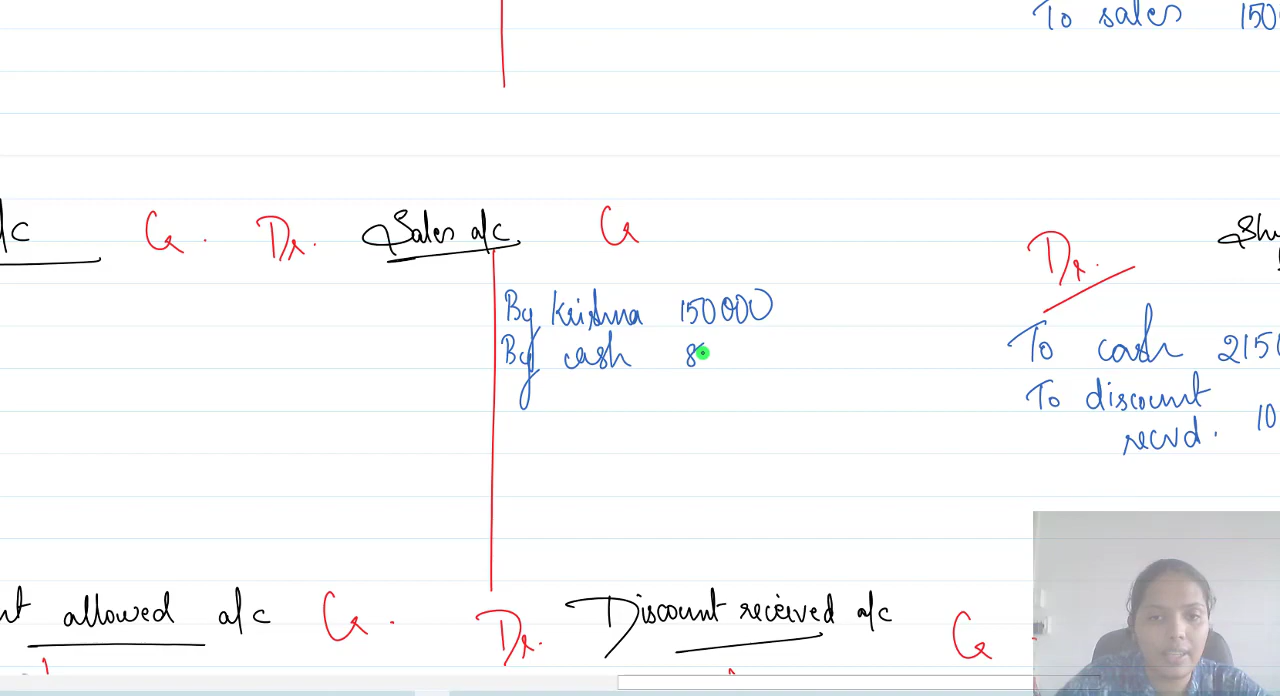 To sales 150
/c Cr. Dr. Sales a/c Cr
Dr.
By Krishna 150000
By cash 8
To cash 215
To discount
recvd. 10
allowed a/c Cr. Dr. Discount received a/c Cr